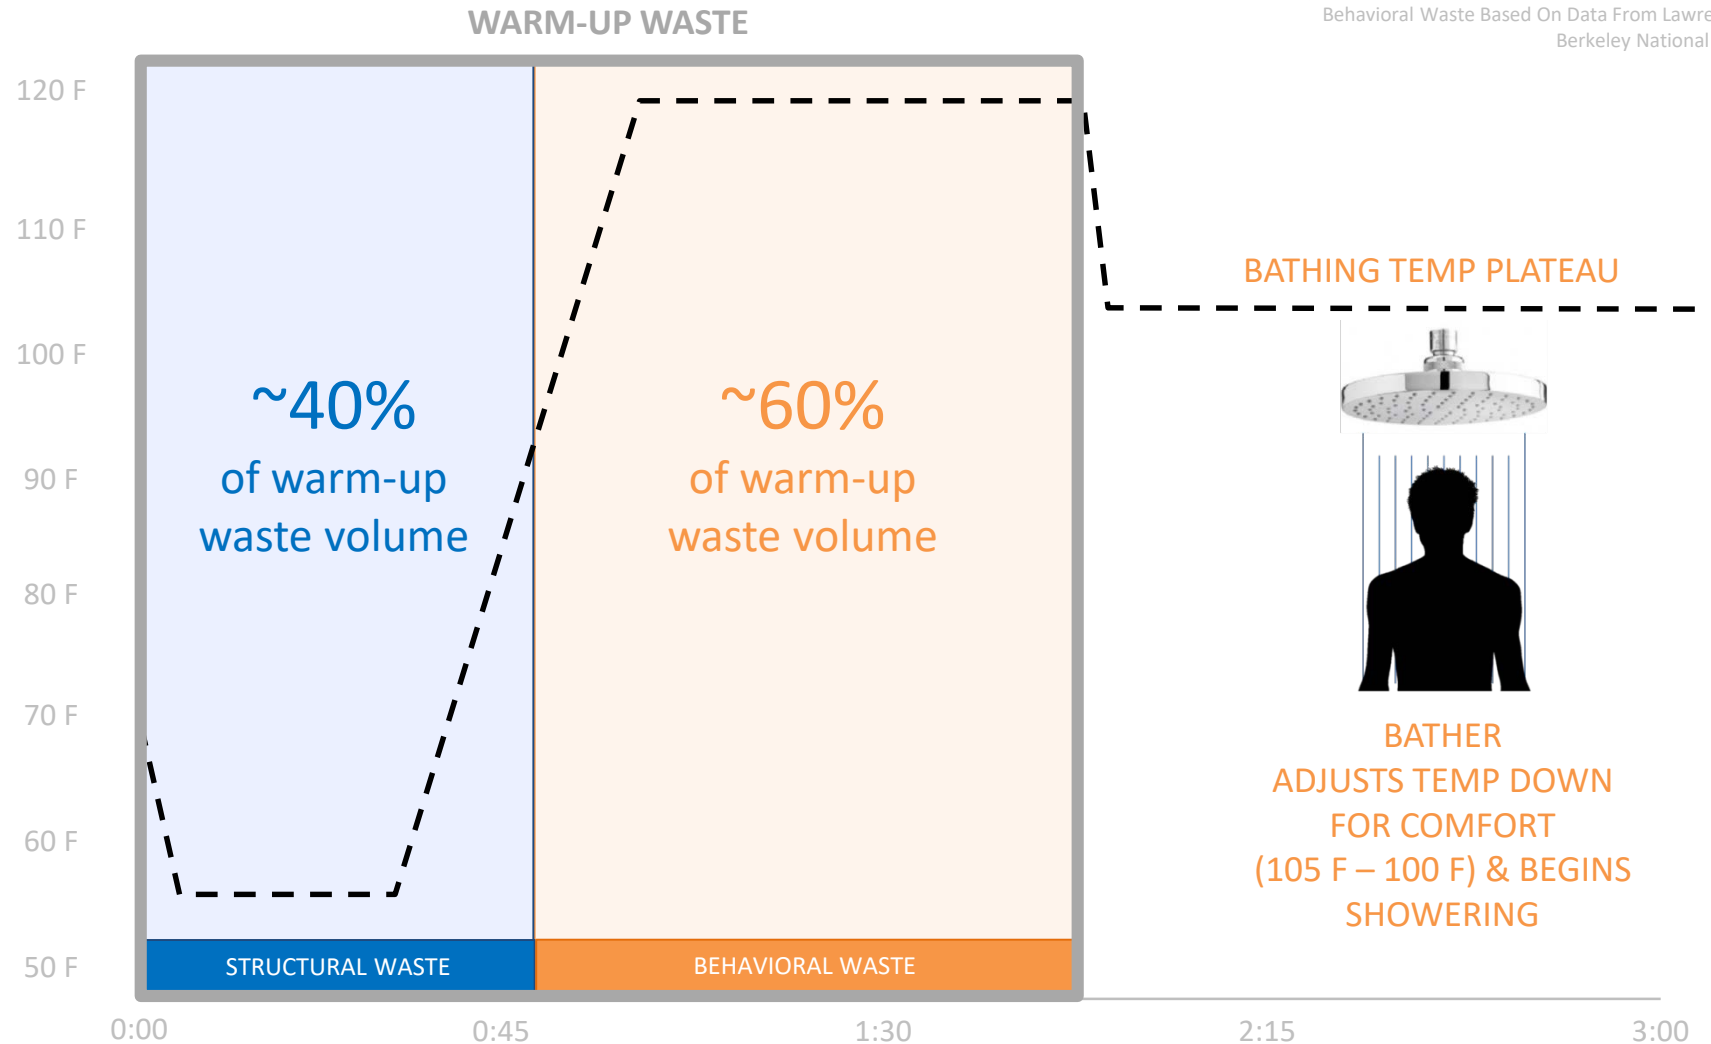 WARM-UP WASTE
Behavioral Waste Based On Data From
Berkeley National
120 F
110 F
100 F
90 F
80 F
70 F
60 F
50 F
~40%
of warm-up
waste volume
~60%
of warm-up
waste volume
BATHING TEMP PLATEAU
BATHER
ADJUSTS TEMP DOWN
FOR COMFORT
(105 F – 100 F) & BEGINS
SHOWERING
STRUCTURAL WASTE
BEHAVIORAL WASTE
0:00
0:45
1:30
2:15
3:00